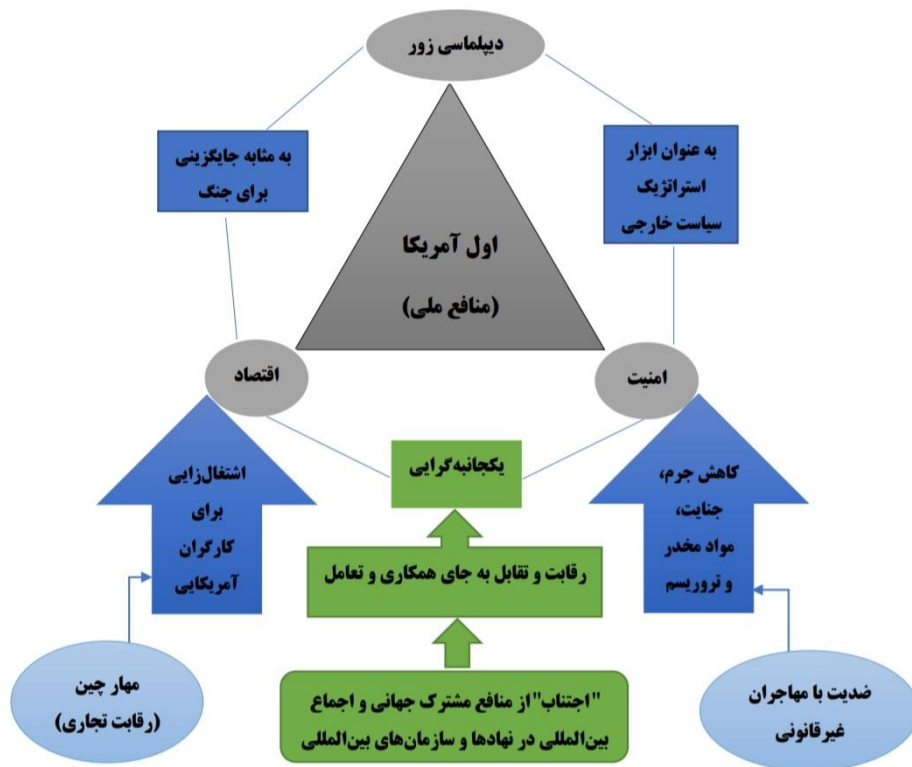 دیپلماسی زور
به عنوان ابزار
استراتژیک
سیاست خارجی
به مثابه جایگزینی
برای جنگ
اول آمریکا
(منافع ملی)
امنیت
اقتصاد
کاهش جرم،
جنایت،
مواد مخدر
و تروریسم
یکجانبه‌گرایی
اشتغال‌زایی
برای
کارگران
آمریکایی
رقابت و تقابل به جای همکاری و تعامل
ضدیت با مهاجران
غیرقانونی
"اجتناب"از منافع مشترک جهانی و اجماع
بین‌المللی در نهادها و سازمان‌های بین‌المللی
مهار چین
(رقابت تجاری)